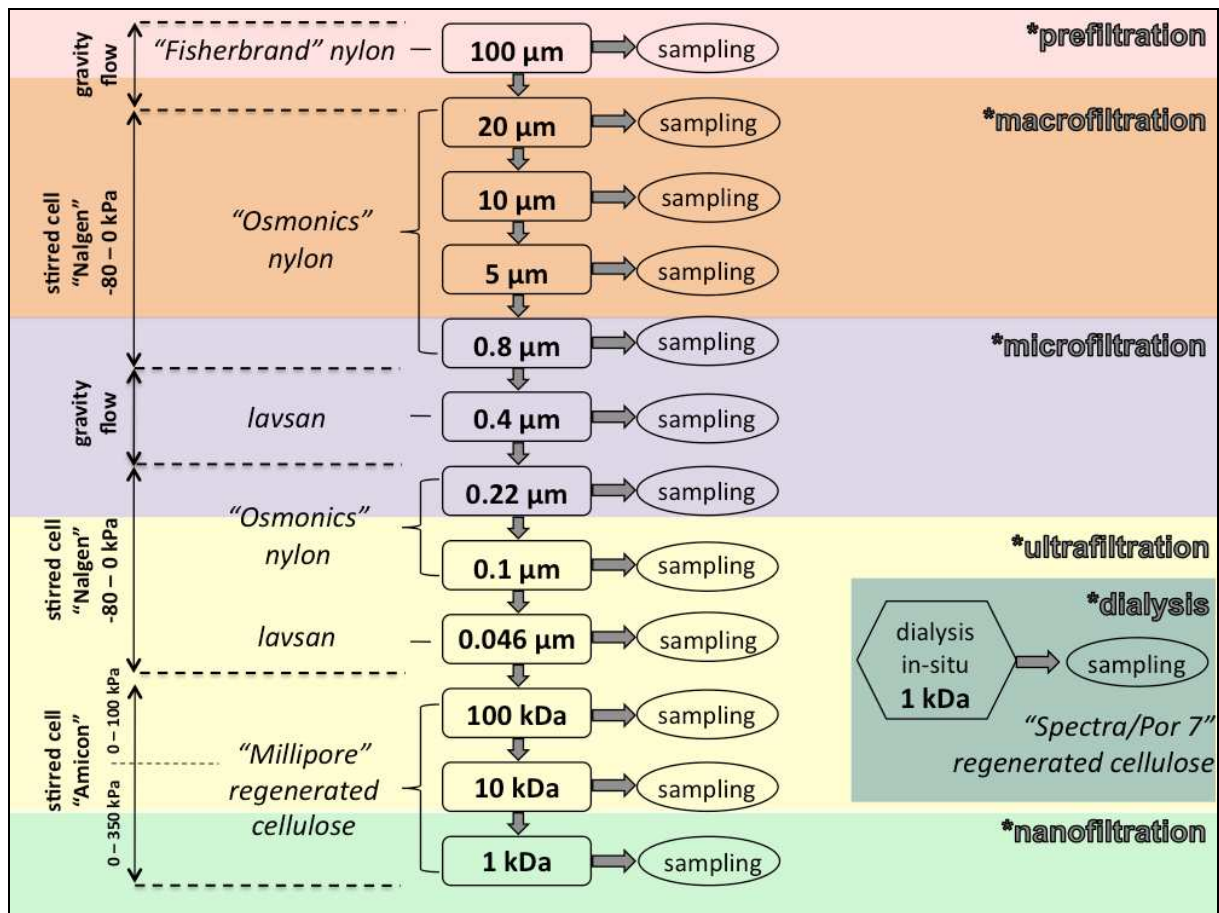 gravity
flow
“Fisherbrand” nylon
100 µm
sampling
*prefiltration
20 µm
sampling
*macrofiltration
10 µm
sampling
stirred cell
“Nalgen”
-80 – 0 kPa
“Osmonics”
nylon
5 µm
sampling
0.8 µm
sampling
*microfiltration
gravity
flow
lavsan
0.4 µm
sampling
0.22 µm
sampling
“Osmonics”
nylon
*ultrafiltration
0.1 µm
sampling
stirred cell
“Nalgen”
-80 – 0 kPa
lavsan
0.046 µm
sampling
*dialysis
dialysis
in-situ
1 kDa
sampling
“Spectra/Por 7”
regenerated cellulose
stirred cell
“Amicon”
0 – 100 kPa
0 – 350 kPa
100 kDa
sampling
“Millipore”
regenerated
cellulose
10 kDa
sampling
*nanofiltration
1 kDa
sampling